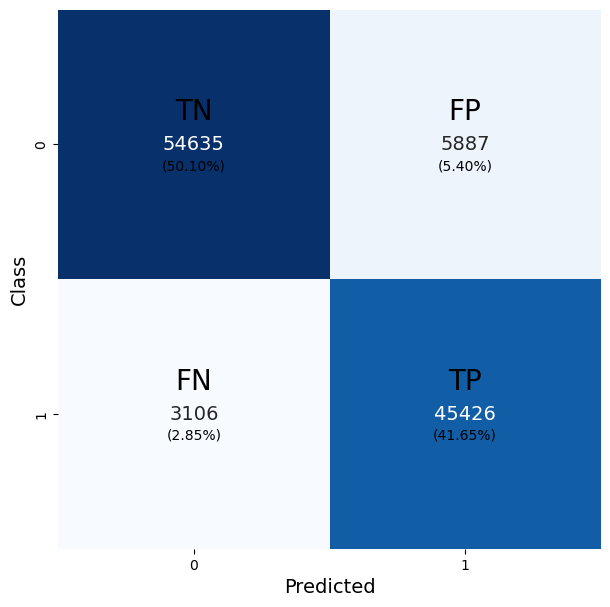 TN
54635
(50.10%)
FP
5887
(5.40%)
0
Class
FN
3106
(2.85%)
TP
45426
(41.65%)
1
0
1
Predicted